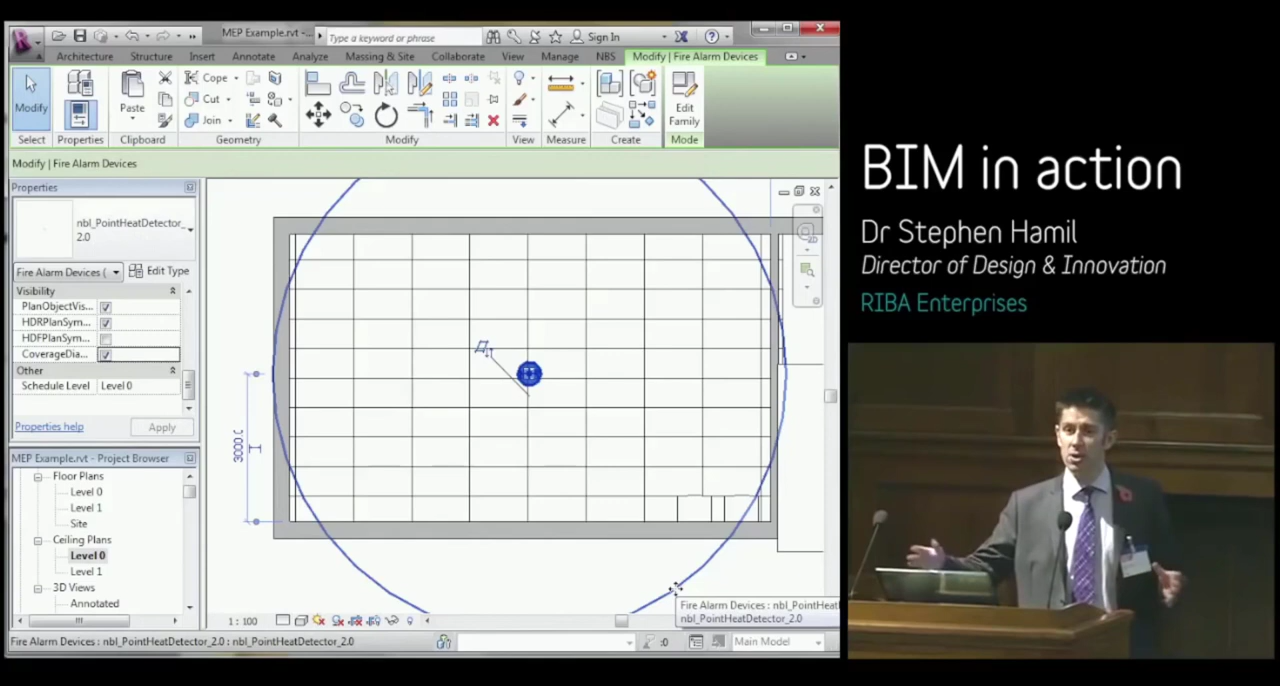 MEP Example.rvt -...
Type a keyword or phrase
Sign In
Architecture
Structure
Insert
Annotate
Analyze
Massing & Site
Collaborate
View
Manage
NBS
Modify | Fire Alarm Devices
Modify
Paste
Cope
Cut
Join
Edit
Family
Select
Properties
Clipboard
Geometry
Modify
View
Measure
Create
Mode
Modify | Fire Alarm Devices
Properties
nbl_PointHeatDetector_
2.0
Fire Alarm Devices (
Edit Type
Visibility
PlanObjectVis...
HDRPlanSym...
HDFPlanSym...
CoverageDia...
Other
Schedule Level Level 0
Properties help
Apply
MEP Example.rvt - Project Browser
Floor Plans
Level 0
Level 1
Site
Ceiling Plans
Level 0
Level 1
3D Views
Annotated
3000.0
2D
1 : 100
Fire Alarm Devices : nbl_PointHeat
nbl_PointHeatDetector_2.0
Fire Alarm Devices : nbl_PointHeatDetector_2.0 : nbl_PointHeatDetector_2.0
:0
Main Model
BIM in action
Dr Stephen Hamil
Director of Design & Innovation
RIBA Enterprises